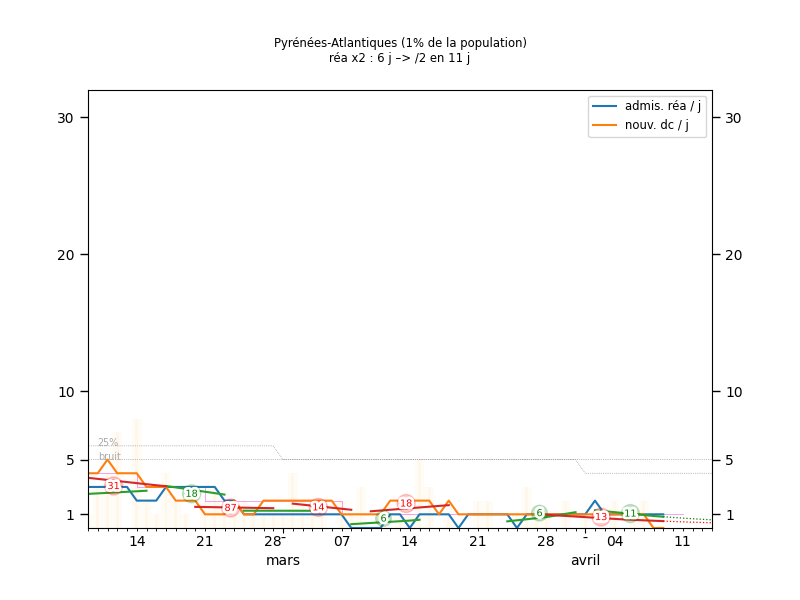 Pyrénées-Atlantiques (1% de la population)
réa x2 : 6 j –> /2 en 11 j
admis. réa / j
nouv. dc / j
30 30
20 20
10 10
5 5
1 1
25%
bruit
31 18 87 14 6 18 6 13 11
14 21 28 07 14 21 28 04 11
mars avril